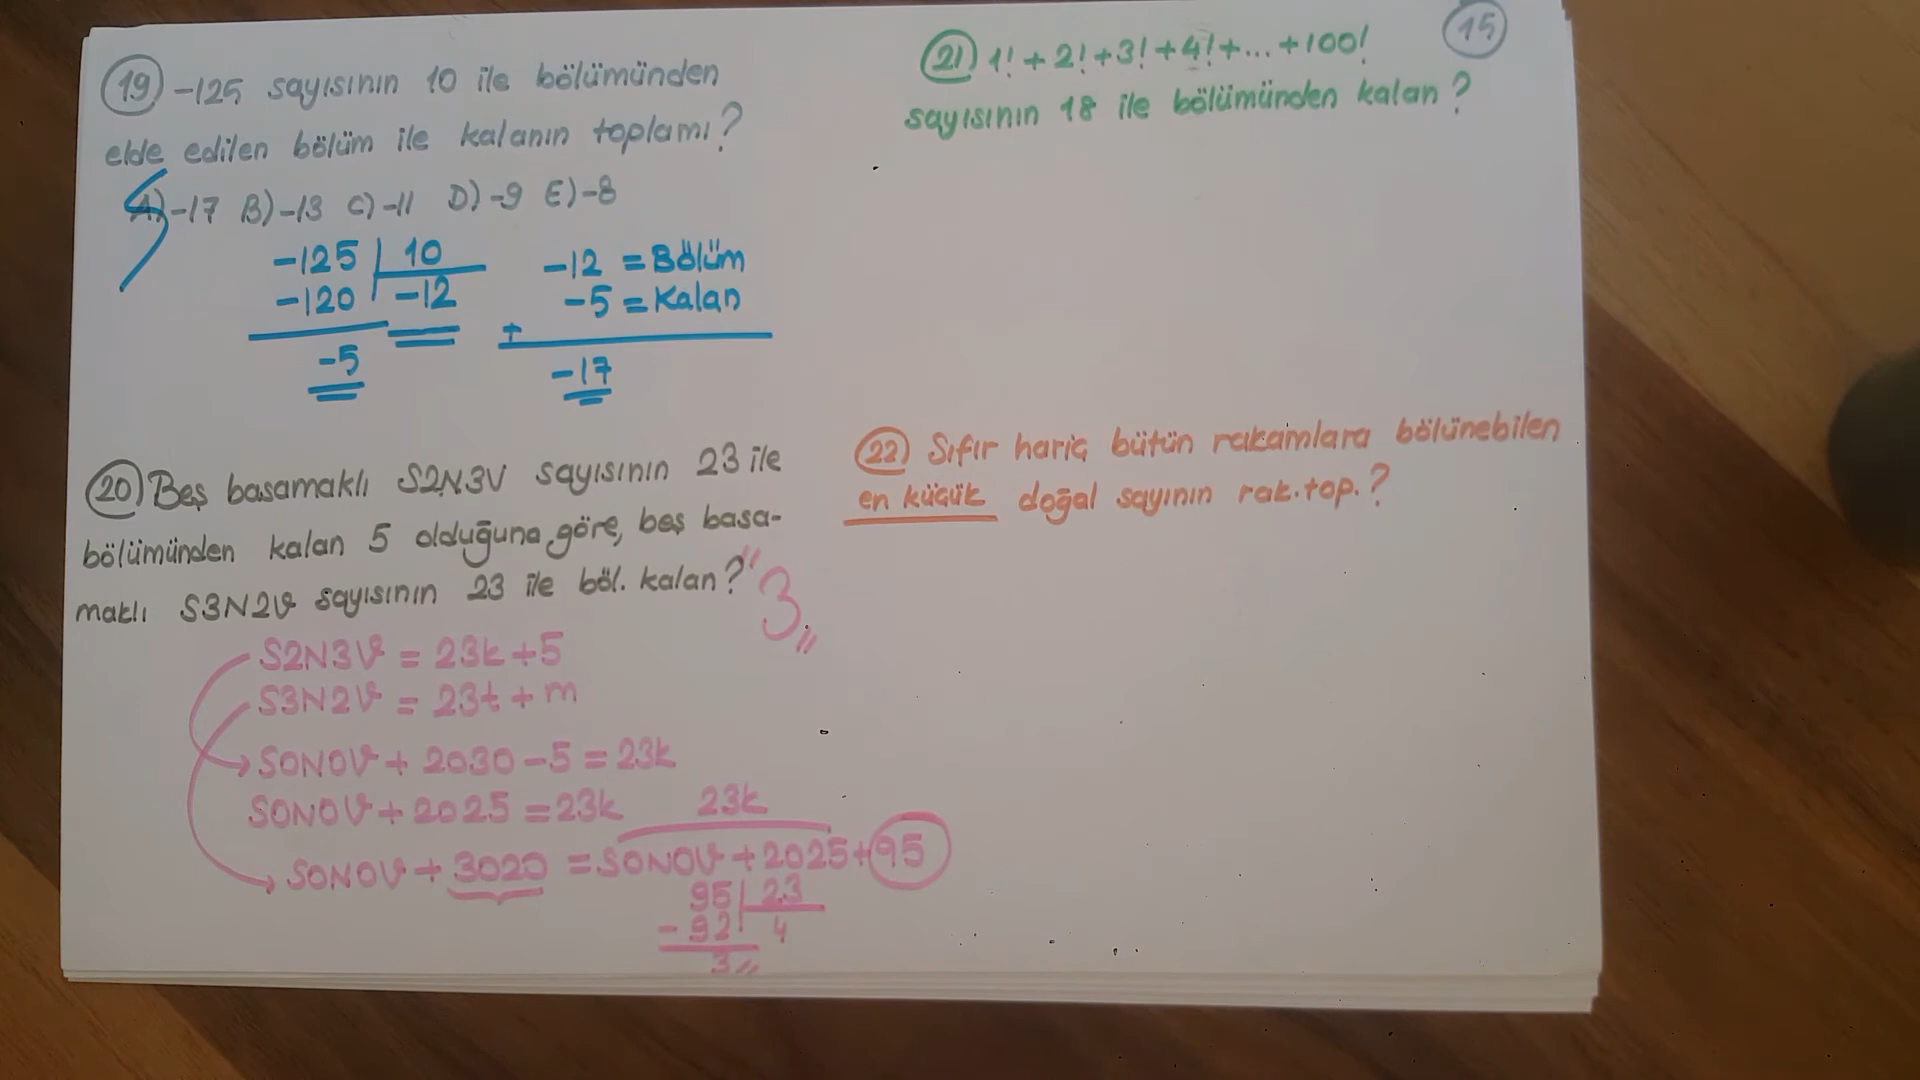 19) -125 sayısının 10 ile bölümünden
elde edilen bölüm ile kalanın toplamı?
A) -17 B) -13 C) -11 D) -9 E) -8
-125 | 10
-120 -12
-5
-12 = Bölüm
-5 = Kalan
+
-17
20) Beş basamaklı S2N3V sayısının 23 ile
bölümünden kalan 5 olduğuna göre, beş basa-
maklı S3N2V sayısının 23 ile böl. kalan?
"3"
S2N3V = 23k + 5
S3N2V = 23t + m
S0N0V + 2030 - 5 = 23k
S0N0V + 2025 = 23k
23k
S0N0V + 3020 = S0N0V + 2025 + 95
95 | 23
- 92 4
3
15
21) 1! + 2! + 3! + 4! + ... + 100!
sayısının 18 ile bölümünden kalan?
22) Sıfır hariç bütün rakamlara bölünebilen
en küçük doğal sayının rak. top.?